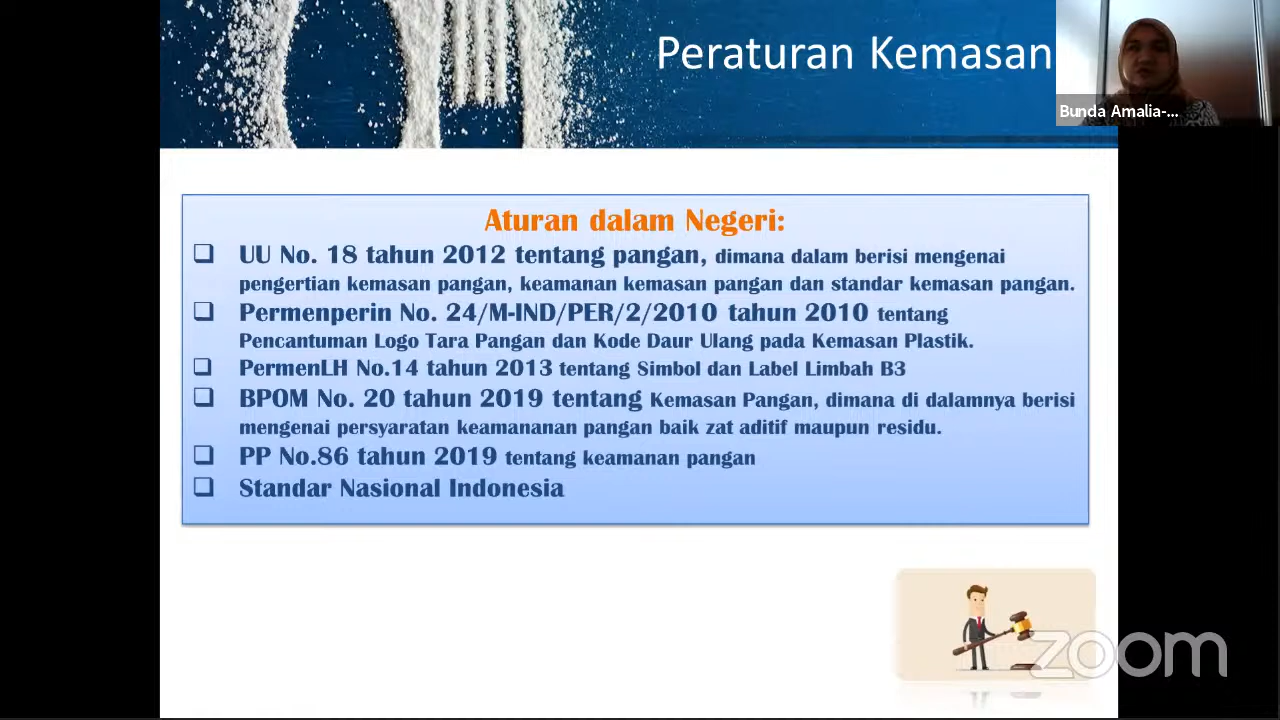 Peraturan Kemasan
Bunda Amalia-...
Aturan dalam Negeri:
UU No. 18 tahun 2012 tentang pangan, dimana dalam berisi mengenai
pengertian kemasan pangan, keamanan kemasan pangan dan standar kemasan pangan.
Permenperin No. 24/M-IND/PER/2/2010 tahun 2010 tentang
Pencantuman Logo Tara Pangan dan Kode Daur Ulang pada Kemasan Plastik.
PermenLH No.14 tahun 2013 tentang Simbol dan Label Limbah B3
BPOM No. 20 tahun 2019 tentang Kemasan Pangan, dimana di dalamnya berisi
mengenai persyaratan keamananan pangan baik zat aditif maupun residu.
PP No.86 tahun 2019 tentang keamanan pangan
Standar Nasional Indonesia
zoom